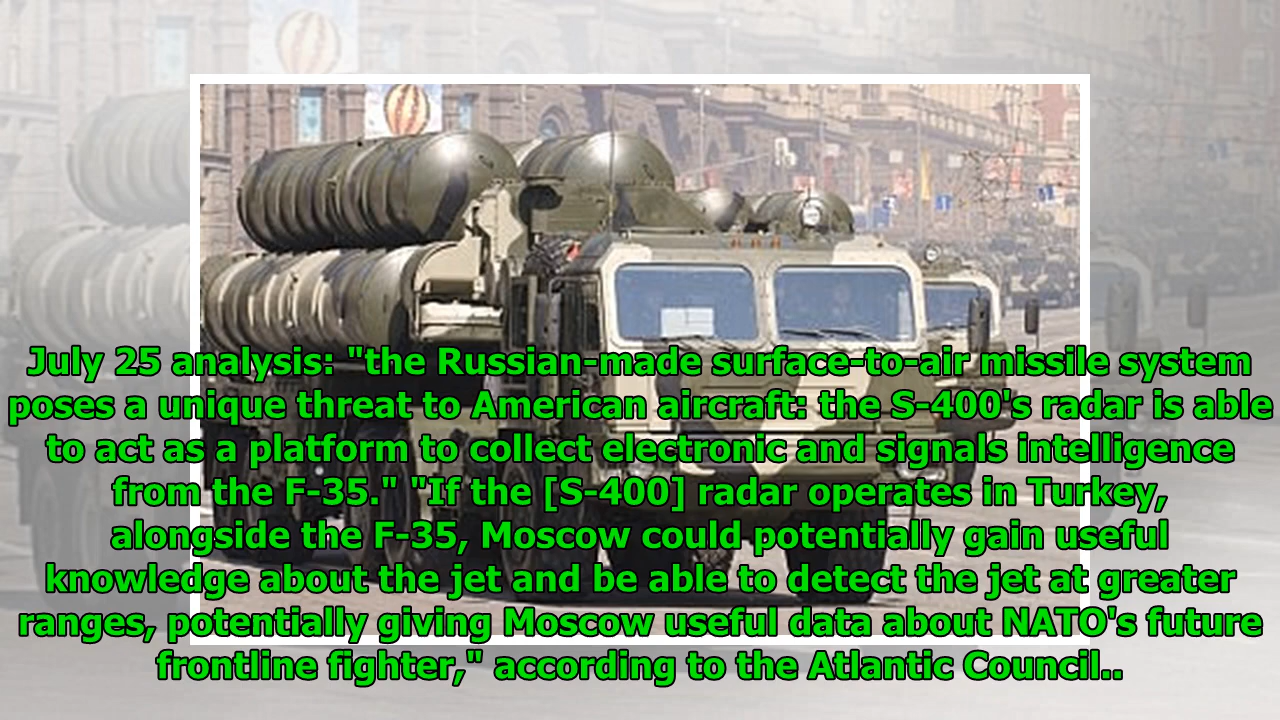 July 25 analysis: "the Russian-made surface-to-air missile system
poses a unique threat to American aircraft: the S-400's radar is able
to act as a platform to collect electronic and signals intelligence
from the F-35." "If the [S-400] radar operates in Turkey,
alongside the F-35, Moscow could potentially gain useful
knowledge about the jet and be able to detect the jet at greater
ranges, potentially giving Moscow useful data about NATO's future
frontline fighter," according to the Atlantic Council..